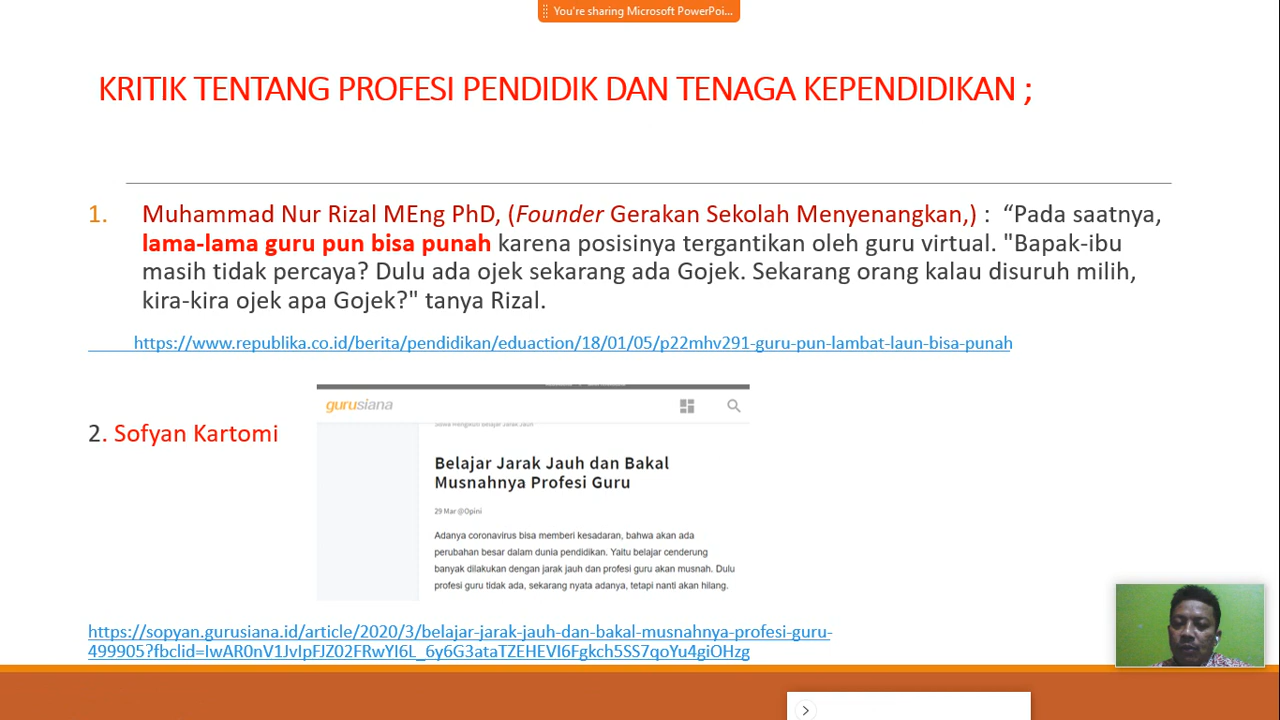 You're sharing Microsoft PowerPoi...
KRITIK TENTANG PROFESI PENDIDIK DAN TENAGA KEPENDIDIKAN ;
1. Muhammad Nur Rizal MEng PhD, (Founder Gerakan Sekolah Menyenangkan,) : “Pada saatnya,
lama-lama guru pun bisa punah karena posisinya tergantikan oleh guru virtual. "Bapak-ibu
masih tidak percaya? Dulu ada ojek sekarang ada Gojek. Sekarang orang kalau disuruh milih,
kira-kira ojek apa Gojek?" tanya Rizal.
https://www.republika.co.id/berita/pendidikan/eduaction/18/01/05/p22mhv291-guru-pun-lambat-laun-bisa-punah
2. Sofyan Kartomi
gurusiana
Belajar Jarak Jauh dan Bakal
Musnahnya Profesi Guru
29 Mar @Opini
Adanya coronavirus bisa memberi kesadaran, bahwa akan ada
perubahan besar dalam dunia pendidikan. Yaitu belajar cenderung
banyak dilakukan dengan jarak jauh dan profesi guru akan musnah. Dulu
profesi guru tidak ada, sekarang nyata adanya, tetapi nanti akan hilang.
https://sopyan.gurusiana.id/article/2020/3/belajar-jarak-jauh-dan-bakal-musnahnya-profesi-guru-
499905?fbclid=IwAR0nV1JvlpFJZ02FRwYI6L_6y6G3ataTZEHEVI6Fgkch5SS7qoYu4giOHzg